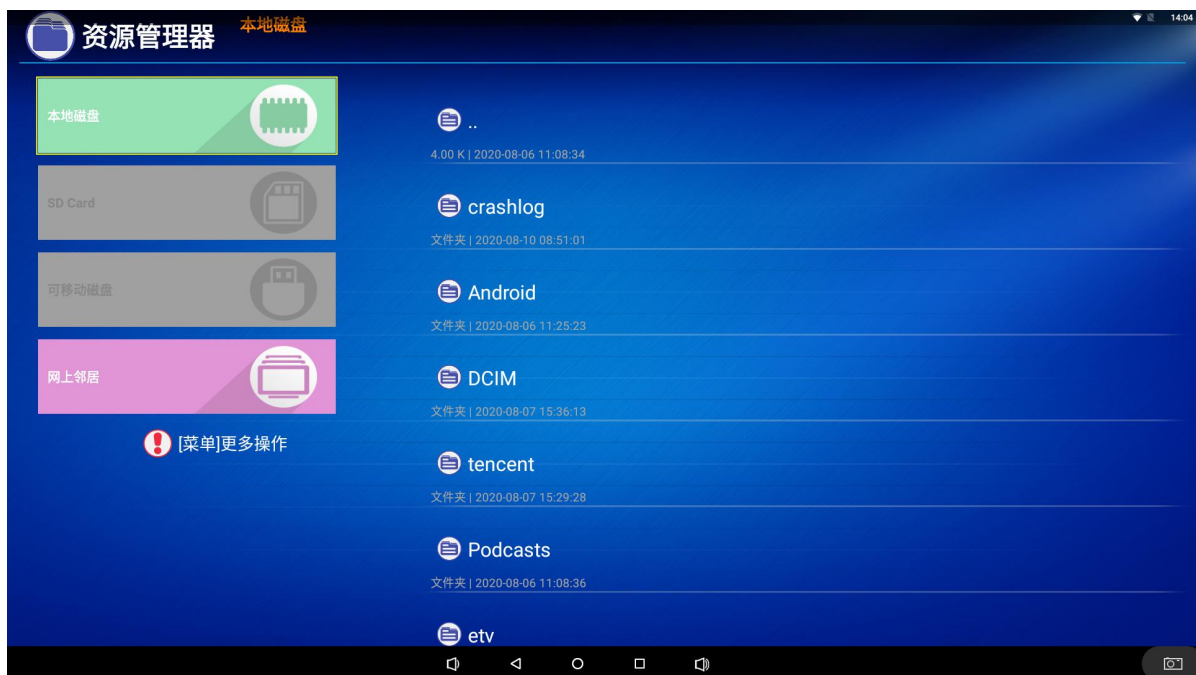 资源管理器
本地磁盘
14:04
本地磁盘
SD Card
可移动磁盘
网上邻居
[菜单]更多操作
..
4.00 K | 2020-08-06 11:08:34
crashlog
文件夹 | 2020-08-10 08:51:01
Android
文件夹 | 2020-08-06 11:25:23
DCIM
文件夹 | 2020-08-07 15:36:13
tencent
文件夹 | 2020-08-07 15:29:28
Podcasts
文件夹 | 2020-08-06 11:08:36
etv